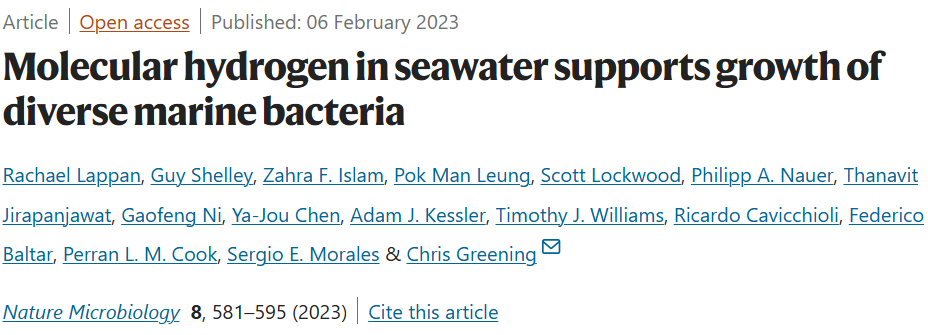 Article | Open access | Published: 06 February 2023
Molecular hydrogen in seawater supports growth of
diverse marine bacteria
Rachael Lappan, Guy Shelley, Zahra F. Islam, Pok Man Leung, Scott Lockwood, Philipp A. Nauer, Thanavit
Jirapanjawat, Gaofeng Ni, Ya-Jou Chen, Adam J. Kessler, Timothy J. Williams, Ricardo Cavicchioli, Federico
Baltar, Perran L. M. Cook, Sergio E. Morales & Chris Greening
Nature Microbiology 8, 581–595 (2023) | Cite this article